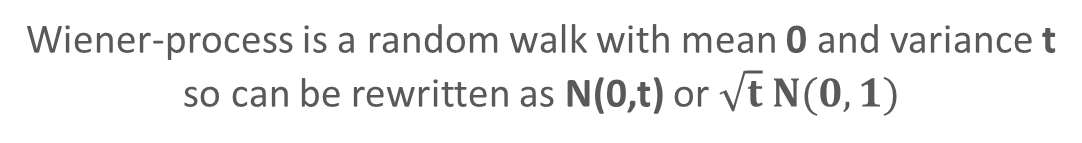 Wiener-process is a random walk with mean 0 and variance t
so can be rewritten as N(0,t) or √t N(0, 1)